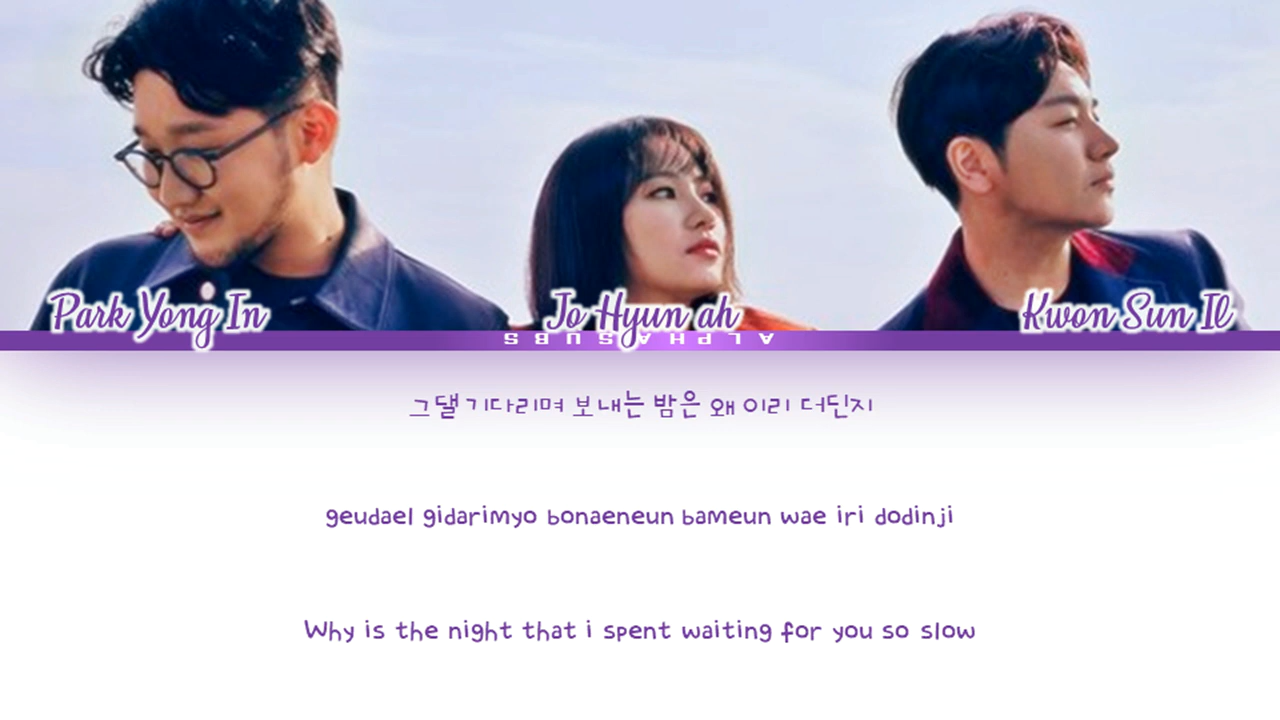 Park Yong In
Jo Hyun ah
Kwon Sun Il
ALPHASUBS
그댈 기다리며 보내는 밤은 왜 이리 더딘지
geudael gidarimyo bonaeneun bameun wae iri dodinji
Why is the night that i spent waiting for you so slow